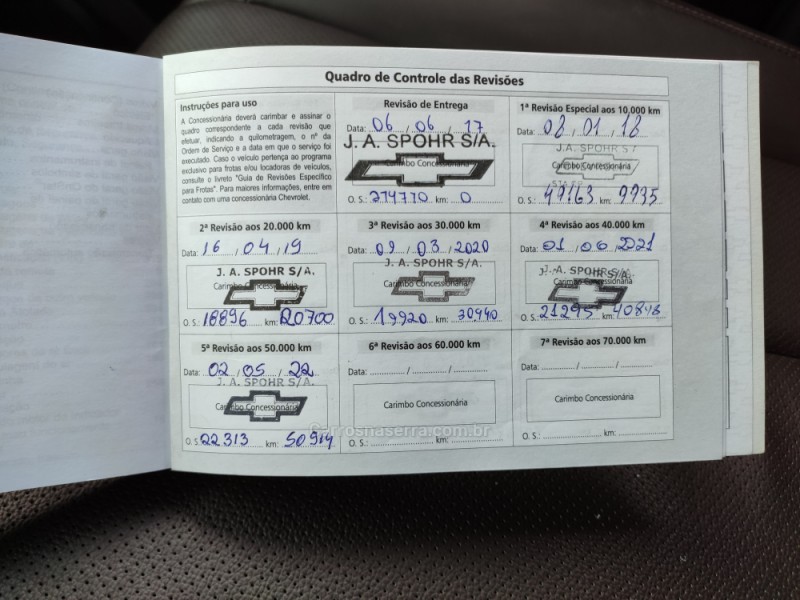 Quadro de Controle das Revisões
Instruções para uso
A Concessionária deverá carimbar e assinar o
quadro correspondente a cada revisão que
efetuar, indicando a quilometragem, o nº da
Ordem de Serviço e a data em que o serviço foi
executado. Caso o veículo pertença ao programa
exclusivo para frotas e/ou locadoras de veículos,
consulte o livreto "Guia de Revisões Específico
para Frotas". Para maiores informações, entre em
contato com uma concessionária Chevrolet.
Revisão de Entrega
Data: 06 / 06 / 17
J. A. SPOHR S/A.
Carimbo Concessionária
O. S.: 274770 km: 0
1ª Revisão Especial aos 10.000 km
Data: 08 / 01 / 18
J. A. SPOHR S/
Carimbo Concessionária
O. S.: 47163 9935
2ª Revisão aos 20.000 km
Data: 16 / 04 / 19
J. A. SPOHR S/A.
Carimbo Concessionária
O. S.: 18896 km: 20700
3ª Revisão aos 30.000 km
Data: 09 / 03 / 2020
J. A. SPOHR S/A.
Carimbo Concessionária
O. S.: 19920 km: 30940
4ª Revisão aos 40.000 km
Data: 01 / 06 / 2021
J. A. SPOHR S/A.
Carimbo Concessionária
O. S.: 21295 km: 40848
5ª Revisão aos 50.000 km
Data: 02 / 05 / 22
J. A. SPOHR S/A.
Carimbo Concessionária
O. S.: 22313 km: 50914
6ª Revisão aos 60.000 km
Data: / /
Carimbo Concessionária
O. S.: km:
7ª Revisão aos 70.000 km
Data: / /
Carimbo Concessionária
O. S.: km:
Carrosnaserra.com.br